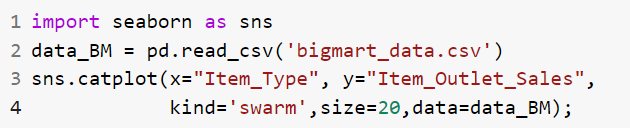 1 import seaborn as sns
2 data_BM = pd.read_csv('bigmart_data.csv')
3 sns.catplot(x="Item_Type", y="Item_Outlet_Sales",
4             kind='swarm',size=20,data=data_BM);